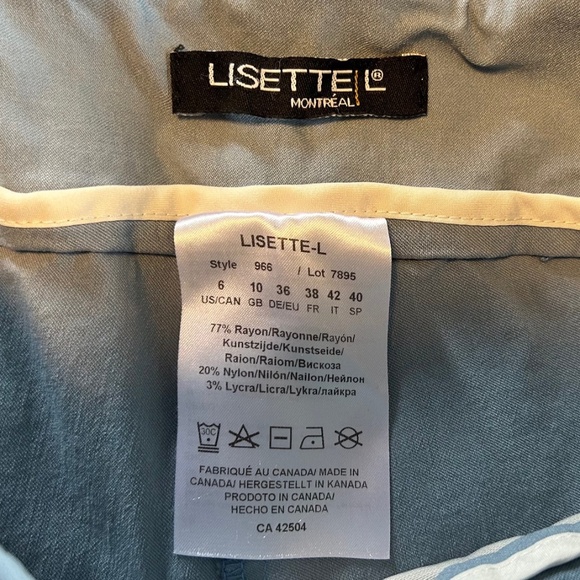 LISETTE L®
MONTRÉAL
LISETTE-L
Style 966 / Lot 7895
6 10 36 38 42 40
US/CAN GB DE/EU FR IT SP
77% Rayon/Rayonne/Rayón/
Kunstzijde/Kunstseide/
Raion/Raiom/Вискоза
20% Nylon/Nilón/Nailon/Нейлон
3% Lycra/Licra/Lykra/лайкра
30C
FABRIQUÉ AU CANADA/ MADE IN
CANADA/ HERGESTELLT IN KANADA
PRODOTO IN CANADA/
HECHO EN CANADA
CA 42504